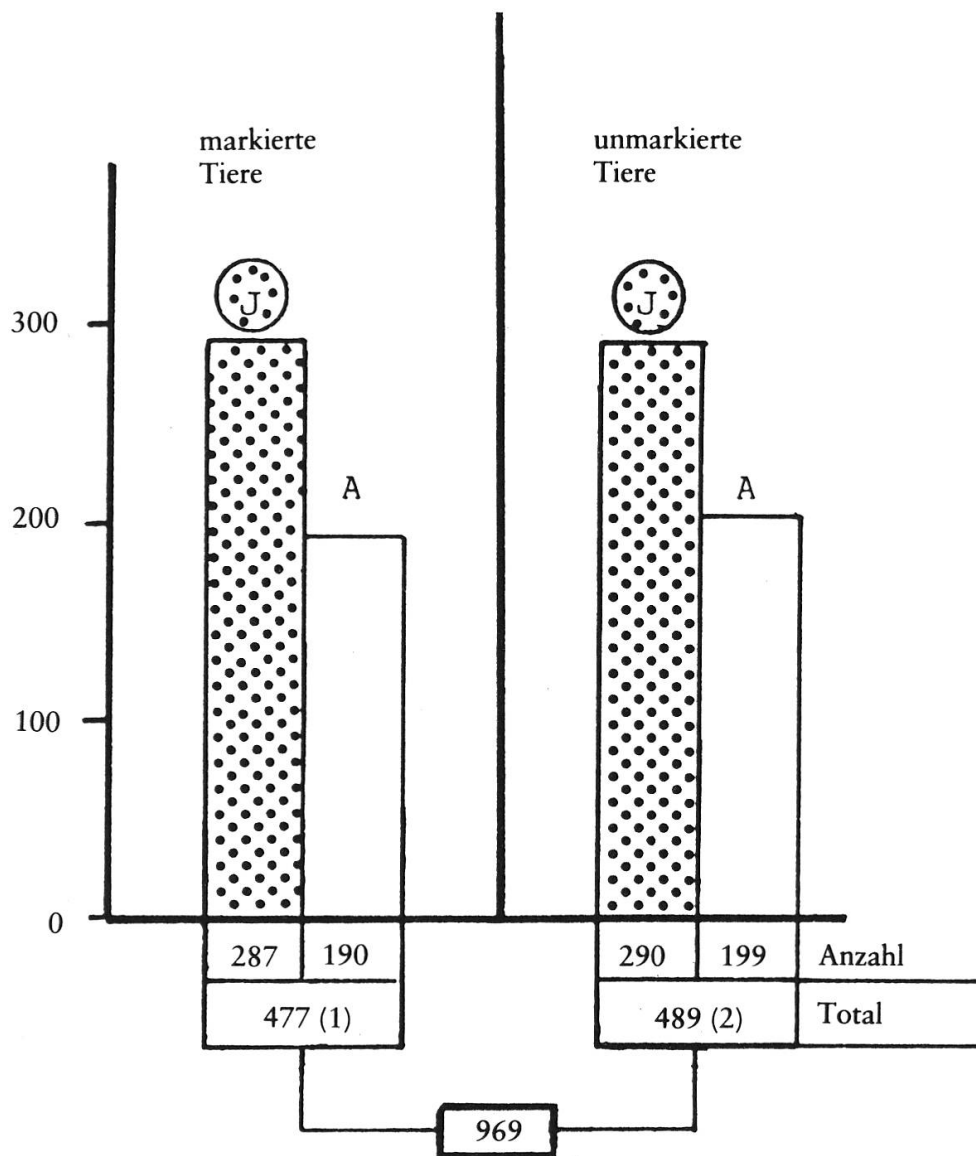 markierte
Tiere
unmarkierte
Tiere
J
J
300
A
A
200
100
0
287 190 290 199 Anzahl
477 (1) 489 (2) Total
969